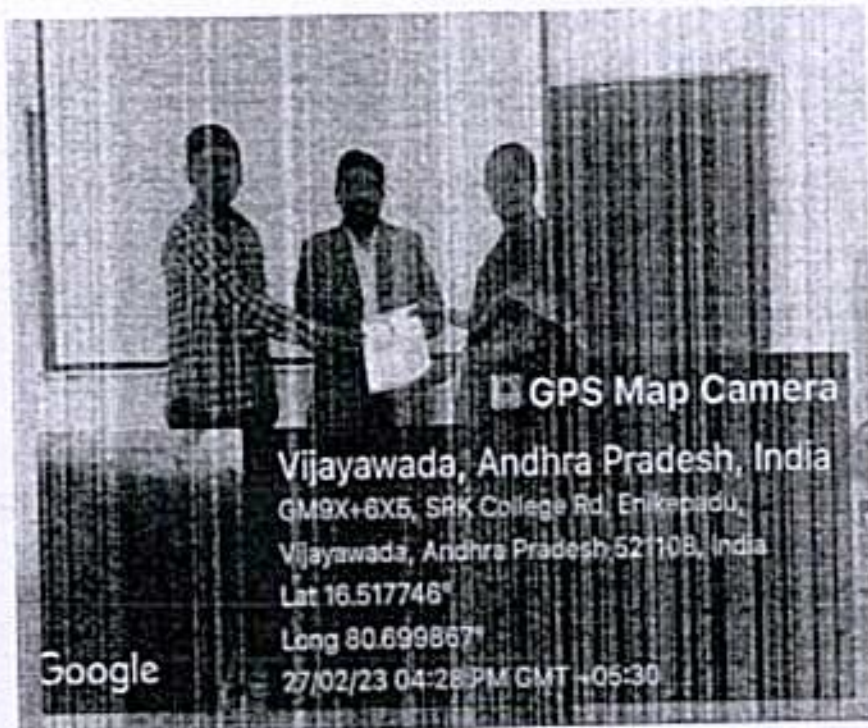 GPS Map Camera
Vijayawada, Andhra Pradesh, India
GM9X+6X5, SRK College Rd, Enikepadu,
Vijayawada, Andhra Pradesh 521108, India
Lat 16.517746°
Long 80.699867°
27/02/23 04:28 PM GMT +05:30
Google